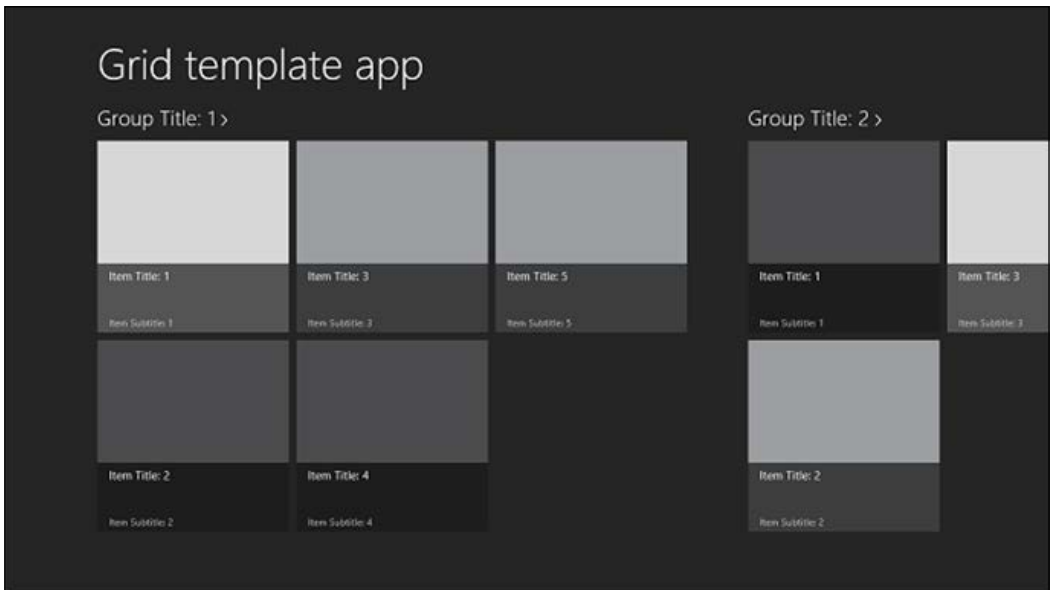 Grid template app
Group Title: 1 >
Item Title: 1
Item Subtitle: 1
Item Title: 3
Item Subtitle: 3
Item Title: 5
Item Subtitle: 5
Item Title: 2
Item Subtitle: 2
Item Title: 4
Item Subtitle: 4
Group Title: 2 >
Item Title: 1
Item Subtitle: 1
Item Title: 3
Item Subtitle: 3
Item Title: 2
Item Subtitle: 2